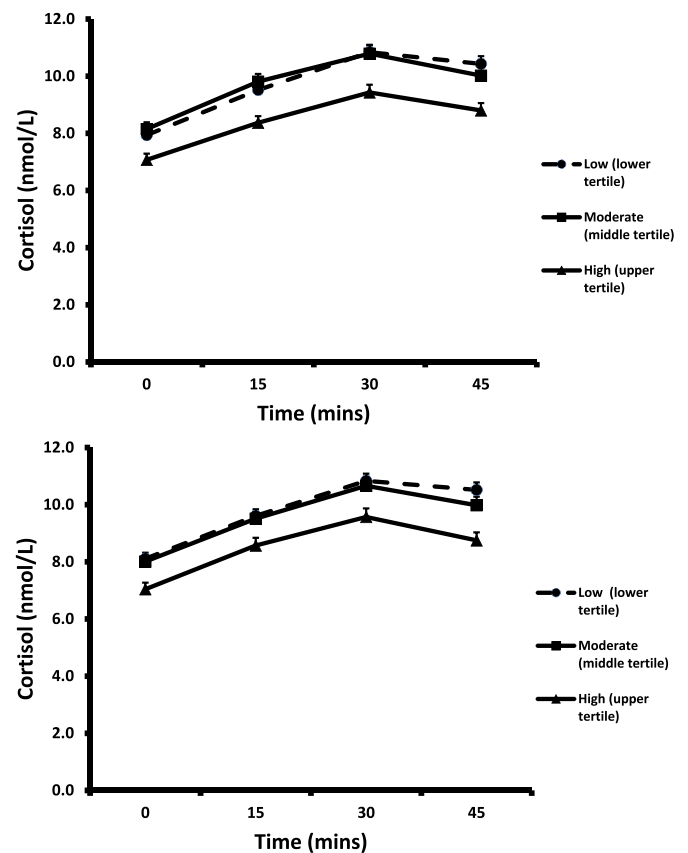 12.0
10.0
8.0
6.0
4.0
2.0
0.0
Cortisol (nmol/L)
0 15 30 45
Time (mins)
Low (lower
tertile)
Moderate
(middle tertile)
High (upper
tertile)
12.0
10.0
8.0
6.0
4.0
2.0
0.0
Cortisol (nmol/L)
0 15 30 45
Time (mins)
Low (lower
tertile)
Moderate
(middle tertile)
High (upper
tertile)